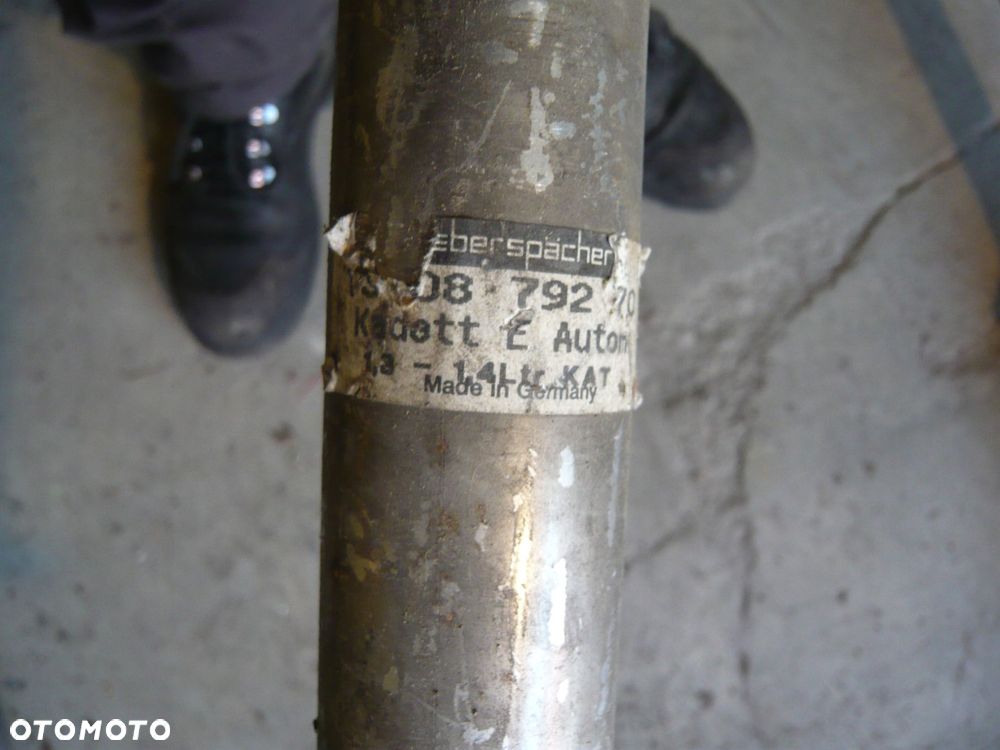 Eberspächer
08 792 70
Kadett E Autom
1,3 - 1,4Ltr. KAT
Made in Germany
OTOMOTO